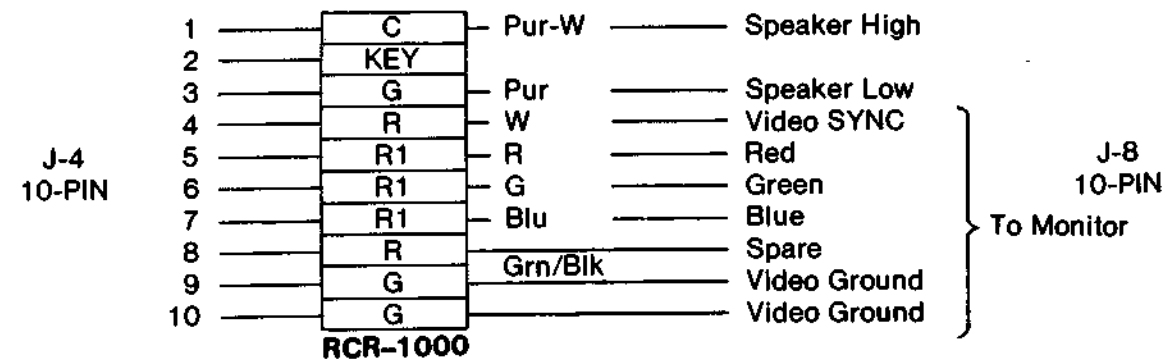 1 C Pur-W Speaker High
2 KEY
3 G Pur Speaker Low
4 R W Video SYNC
J-4 5 R1 R Red J-8
10-PIN 6 R1 G Green 10-PIN
7 R1 Blu Blue To Monitor
8 R Spare
Grn/Blk
9 G Video Ground
10 G Video Ground
RCR-1000